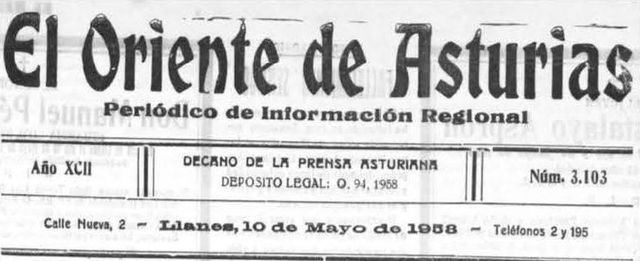 El Oriente de Asturias
Periódico de Información Regional
Año XCII
DECANO DE LA PRENSA ASTURIANA
DEPOSITO LEGAL: O. 94, 1958
Núm. 3.103
Calle Nueva, 2 - Llanes, 10 de Mayo de 1958 - Teléfonos 2 y 195